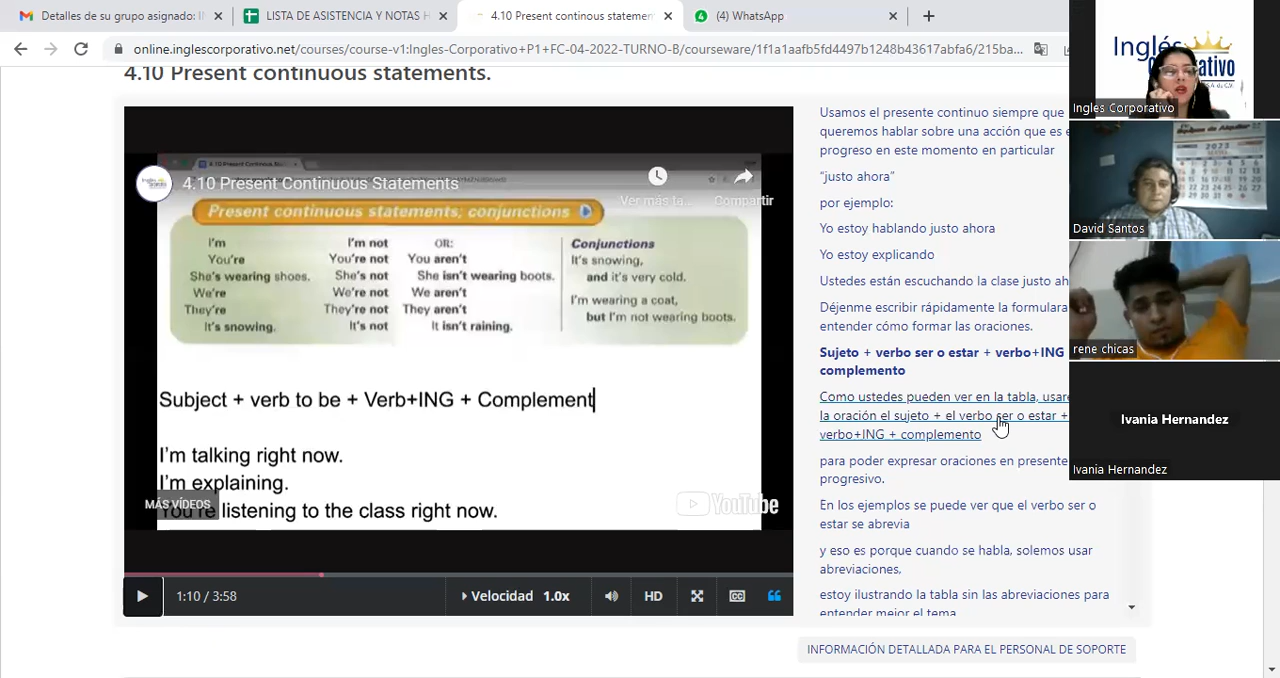 Detalles de su grupo asignado: I
LISTA DE ASISTENCIA Y NOTAS H
4.10 Present continous statemen
(4) WhatsApp
online.inglescorporativo.net/courses/course-v1:Ingles-Corporativo+P1+FC-04-2022-TURNO-B/courseware/1f1a1aafb5fd4497b1248b43617abfa6/215ba...
4.10 Present continuous statements.
4.10 Present Continuous Statements
Ver más ta...
Compartir
Present continuous statements; conjunctions
I'm
You're
She's wearing shoes.
We're
They're
It's snowing.
I'm not
You're not
She's not
We're not
They're not
It's not
OR:
You aren't
She isn't wearing boots.
We aren't
They aren't
It isn't raining.
Conjunctions
It's snowing,
and it's very cold.
I'm wearing a coat,
but I'm not wearing boots.
Subject + verb to be + Verb+ING + Complement
I'm talking right now.
I'm explaining.
You're listening to the class right now.
MÁS VÍDEOS
YouTube
1:10 / 3:58
Velocidad 1.0x
HD
CC
Usamos el presente continuo siempre que
queremos hablar sobre una acción que es e
progreso en este momento en particular
“justo ahora”
por ejemplo:
Yo estoy hablando justo ahora
Yo estoy explicando
Ustedes están escuchando la clase justo ah
Déjenme escribir rápidamente la formulara
entender cómo formar las oraciones.
Sujeto + verbo ser o estar + verbo+ING
complemento
Como ustedes pueden ver en la tabla, usare
la oración el sujeto + el verbo ser o estar +
verbo+ING + complemento
para poder expresar oraciones en presente
progresivo.
En los ejemplos se puede ver que el verbo ser o
estar se abrevia
y eso es porque cuando se habla, solemos usar
abreviaciones,
estoy ilustrando la tabla sin las abreviaciones para
entender mejor el tema
INFORMACIÓN DETALLADA PARA EL PERSONAL DE SOPORTE
Inglés
Ingles Corporativo
2023
David Santos
rene chicas
Ivania Hernandez
Ivania Hernandez